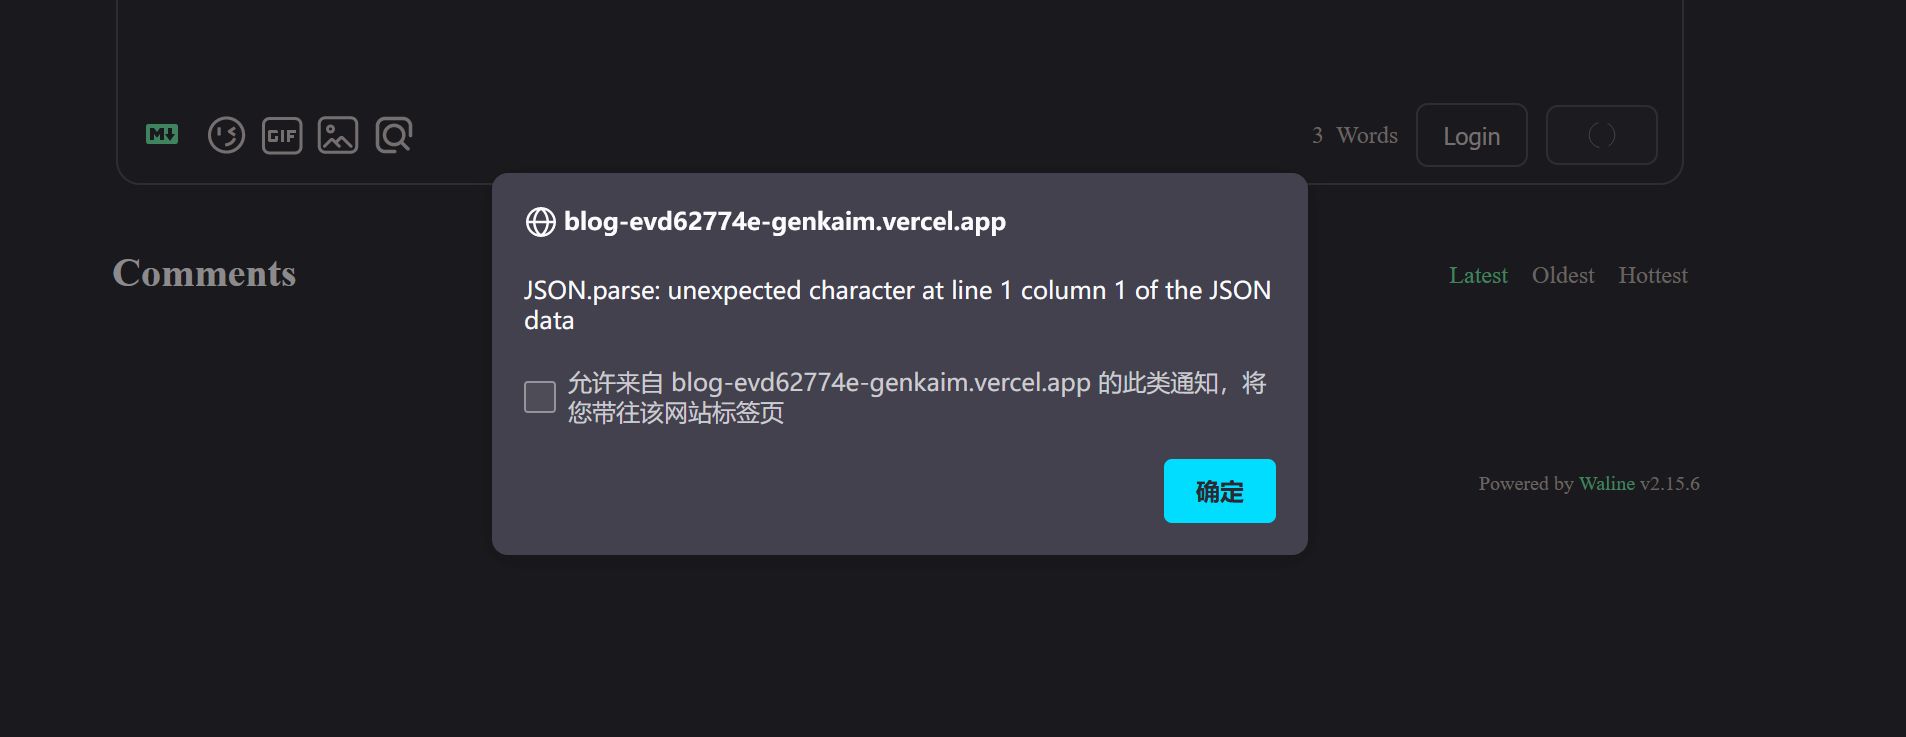 M↓ GIF 3 Words Login
blog-evd62774e-genkaim.vercel.app
Comments
Latest Oldest Hottest
JSON.parse: unexpected character at line 1 column 1 of the JSON
data
允许来自 blog-evd62774e-genkaim.vercel.app 的此类通知，将
您带往该网站标签页
确定
Powered by Waline v2.15.6